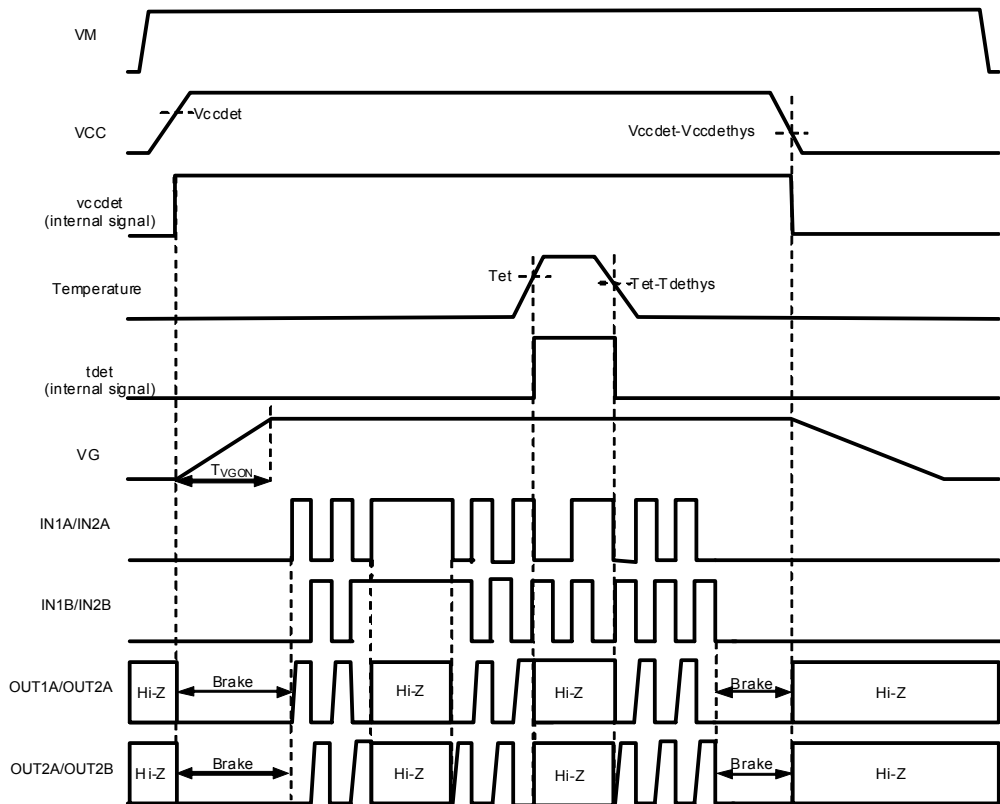 VM
VCC
Vccdet
Vccdet-Vccdethys
vccdet
(internal signal)
Temperature
Tet
Tet-Tdethys
tdet
(internal signal)
VG
TVGON
IN1A/IN2A
IN1B/IN2B
OUT1A/OUT2A
Hi-Z
Brake
Hi-Z
Hi-Z
Brake
Hi-Z
OUT2A/OUT2B
Hi-Z
Brake
Hi-Z
Hi-Z
Brake
Hi-Z